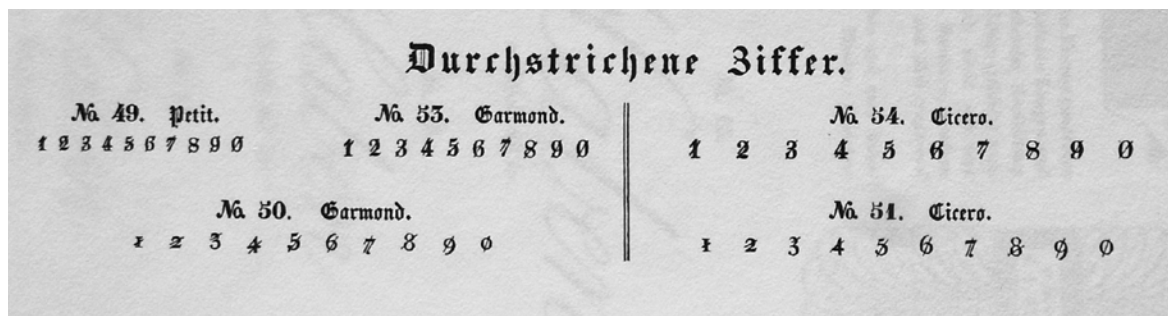 Durchstrichene Ziffer.
No. 49. Petit.
1 2 3 4 5 6 7 8 9 0
No. 53. Garmond.
1 2 3 4 5 6 7 8 9 0
No. 50. Garmond.
1 2 3 4 5 6 7 8 9 0
No. 54. Cicero.
1 2 3 4 5 6 7 8 9 0
No. 51. Cicero.
1 2 3 4 5 6 7 8 9 0